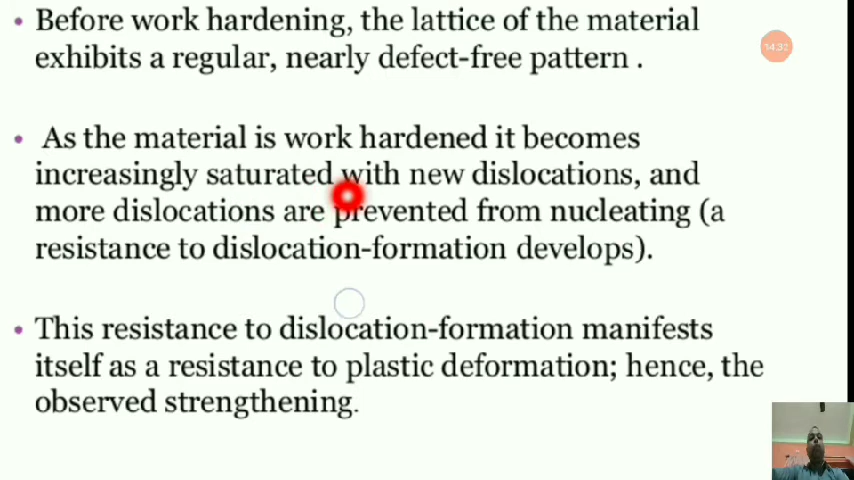 • Before work hardening, the lattice of the material
exhibits a regular, nearly defect-free pattern .
14:32
• As the material is work hardened it becomes
increasingly saturated with new dislocations, and
more dislocations are prevented from nucleating (a
resistance to dislocation-formation develops).
• This resistance to dislocation-formation manifests
itself as a resistance to plastic deformation; hence, the
observed strengthening.